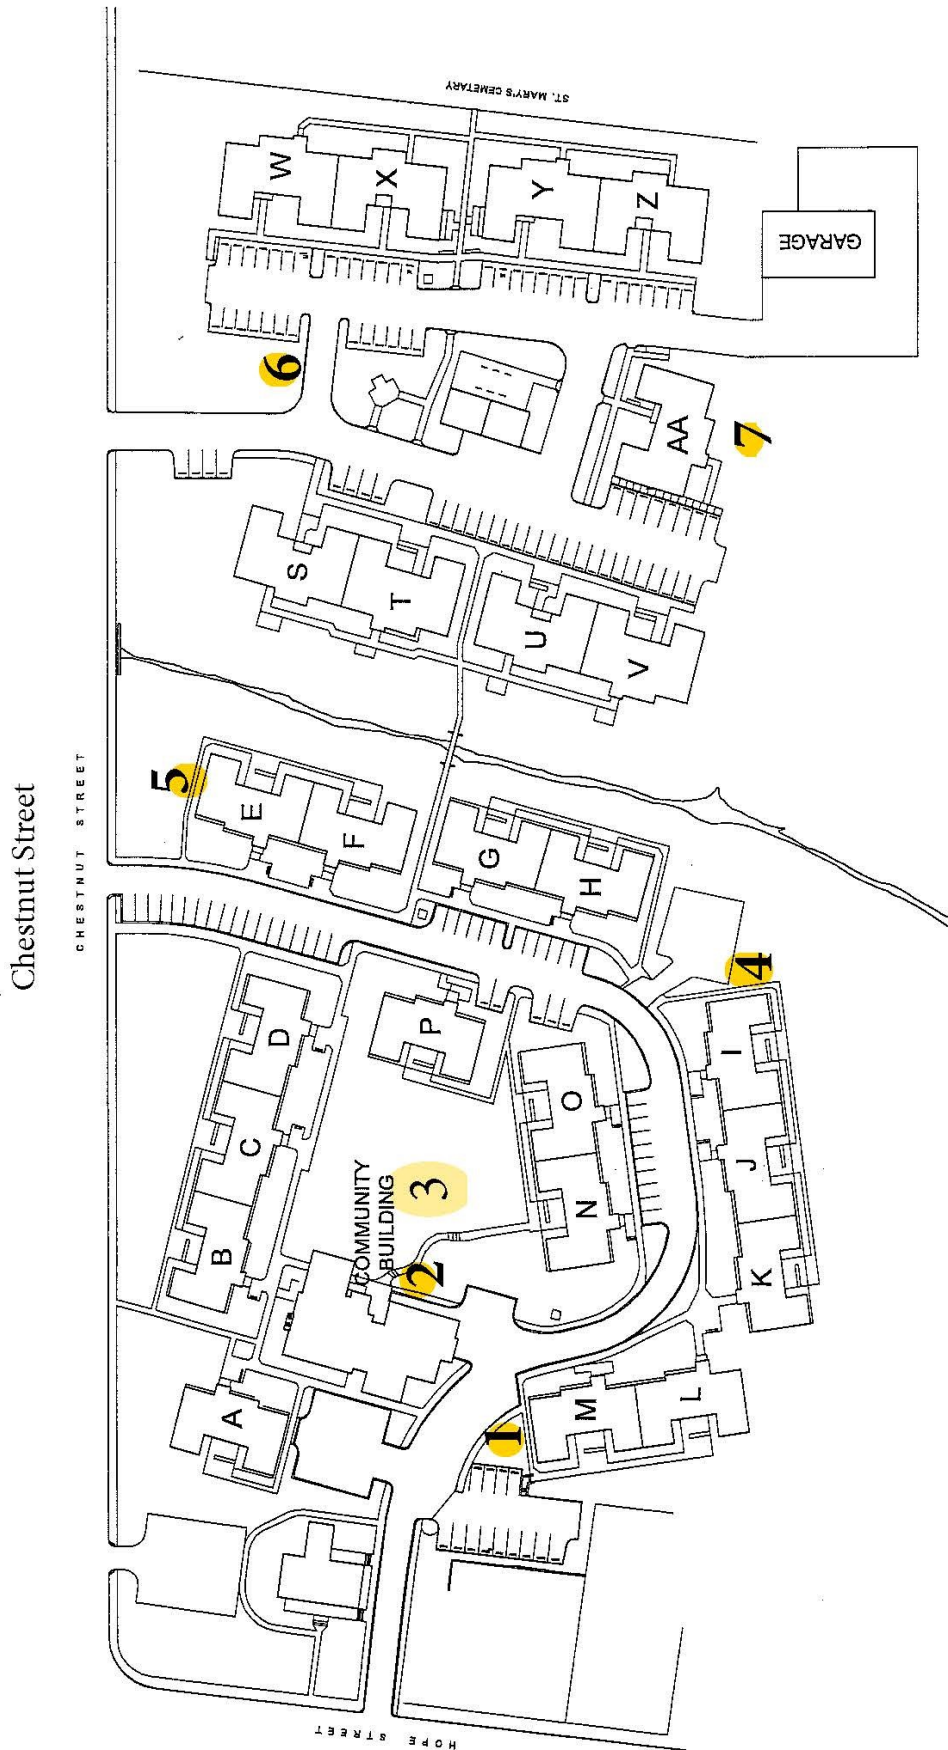 Chestnut Street
CHESTNUT STREET
ST. MARY'S CEMETARY
W
X
Y
Z
GARAGE
6
AA
7
S
T
U
V
5
E
F
G
H
4
D
C
B
P
COMMUNITY
BUILDING
3
2
O
N
I
J
K
A
1
M
L
HOPE STREET